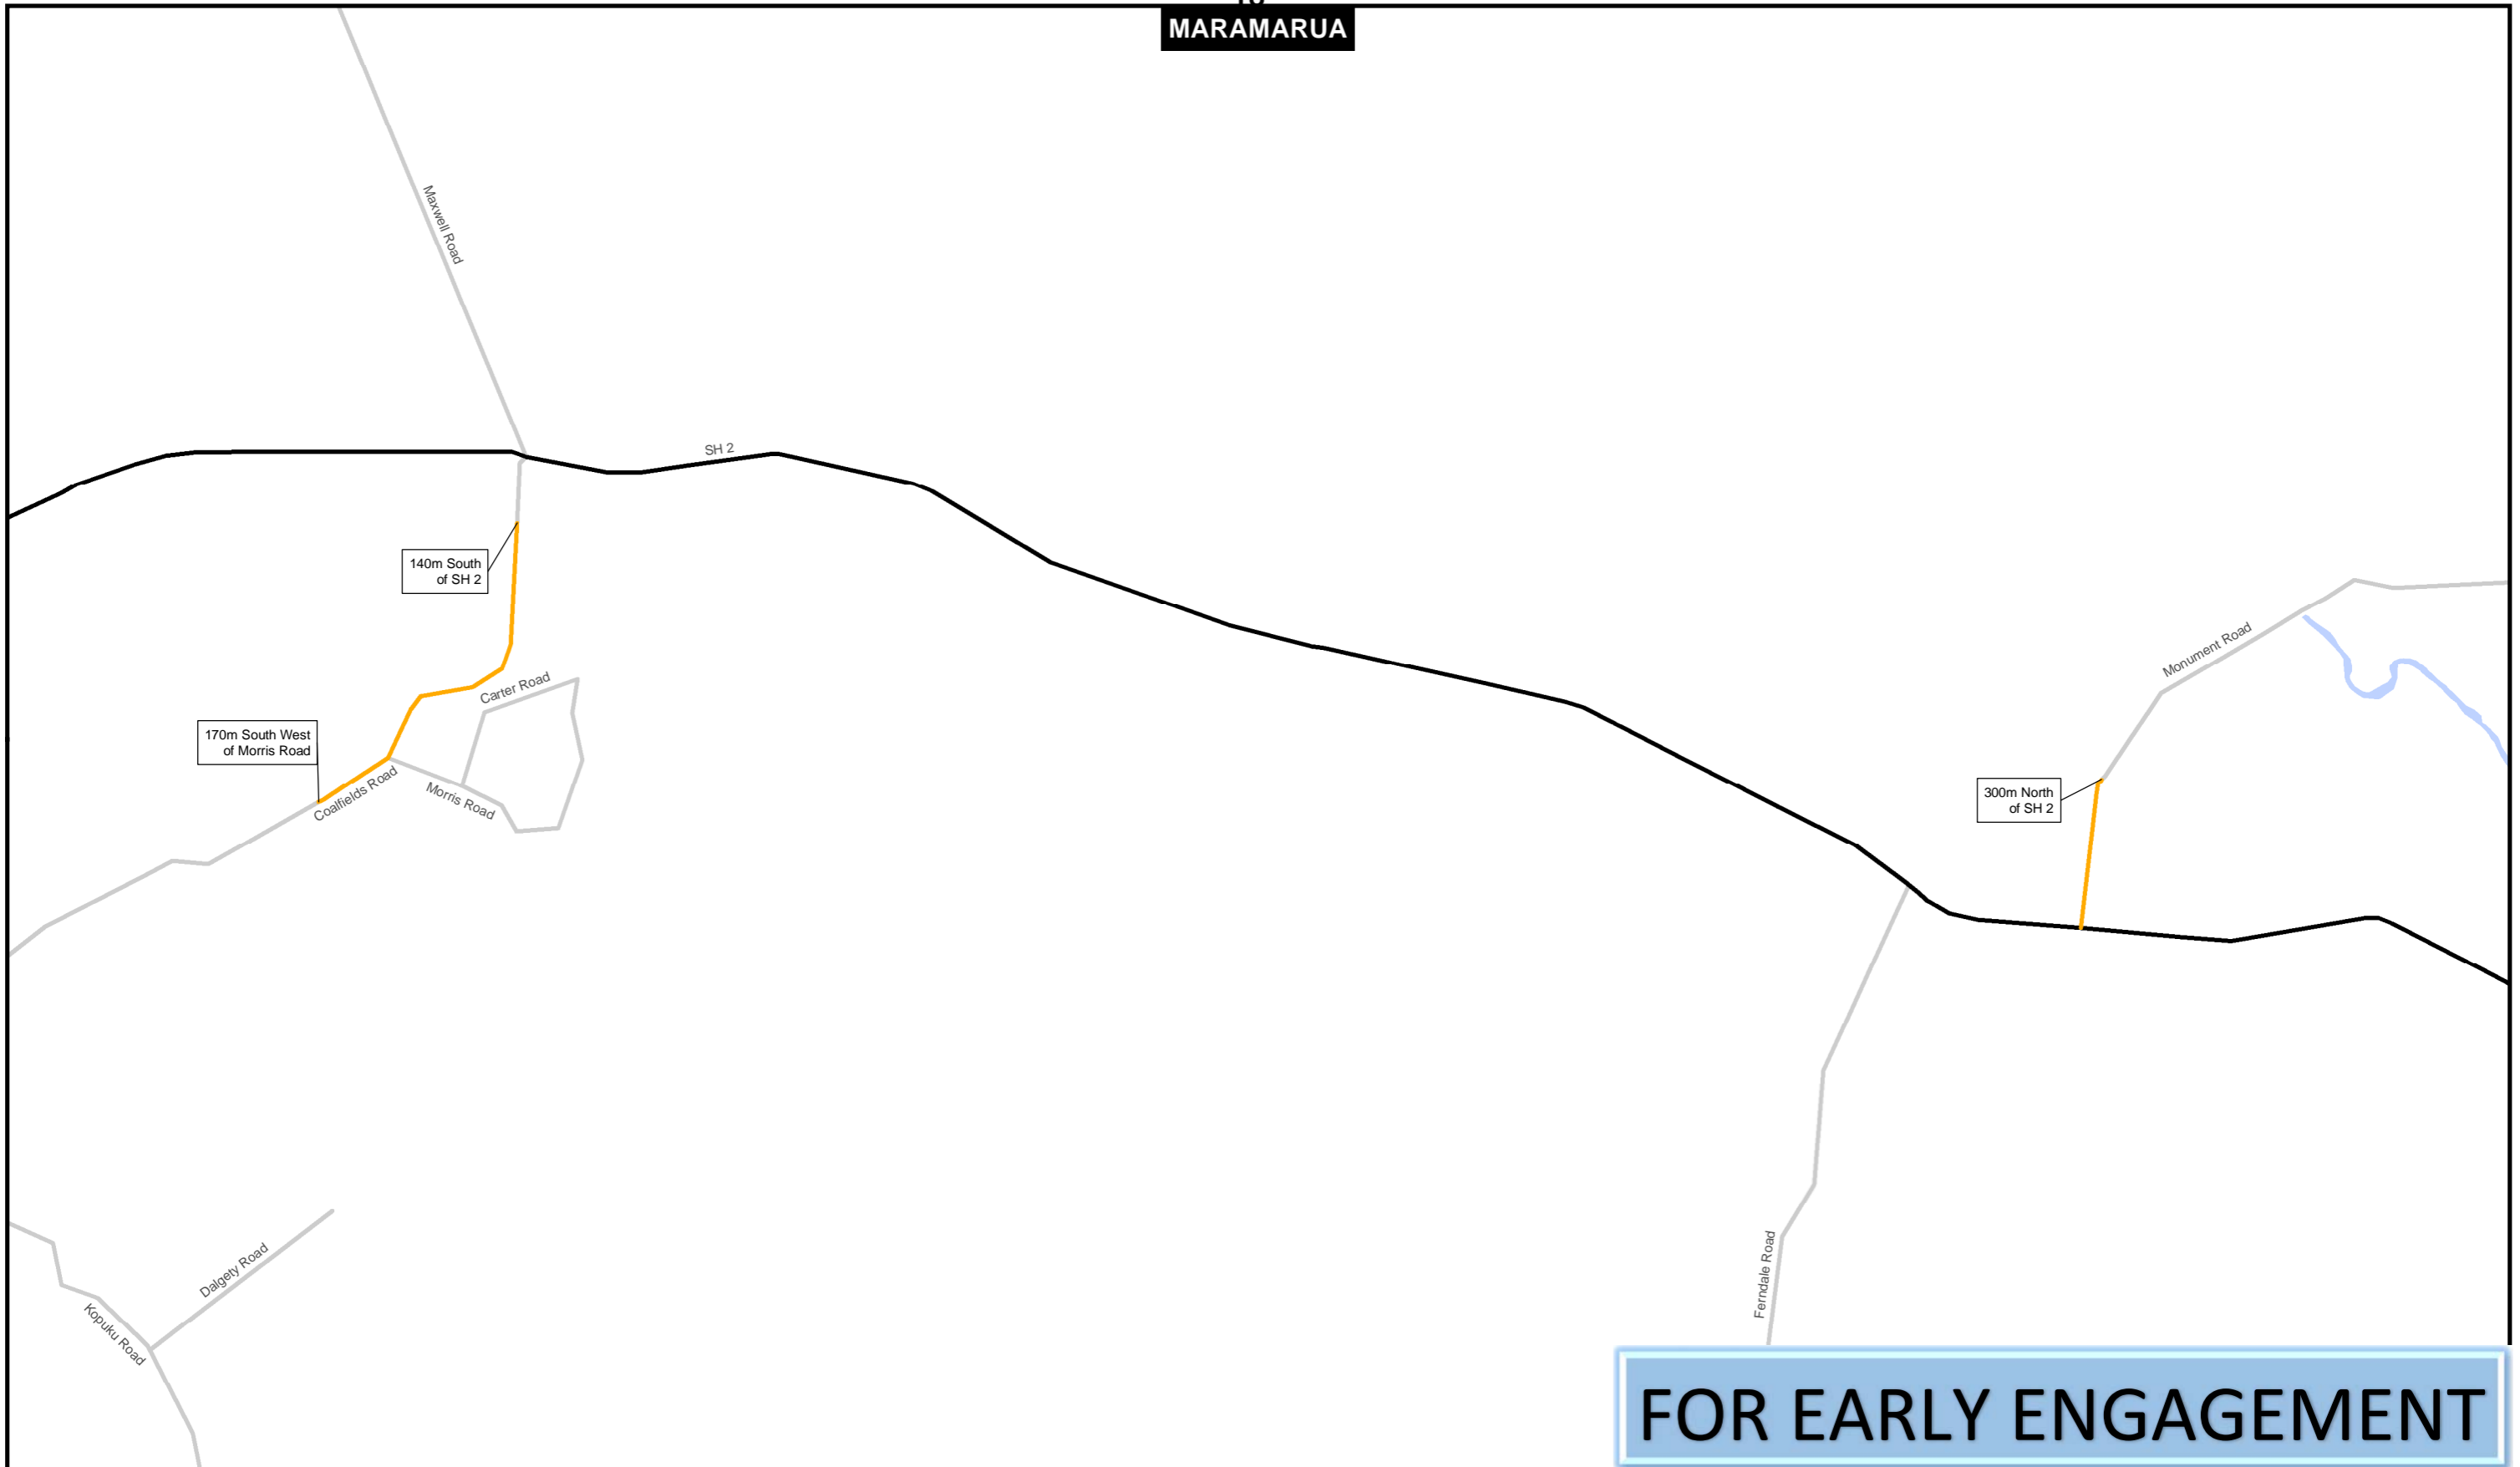 MARAMARUA
Maxwell Road
SH 2
140m South
of SH 2
Monument Road
Carter Road
170m South West
of Morris Road
Coalfields Road
Morris Road
300m North
of SH 2
Dalgety Road
Kopuku Road
Ferndale Road
FOR EARLY ENGAGEMENT